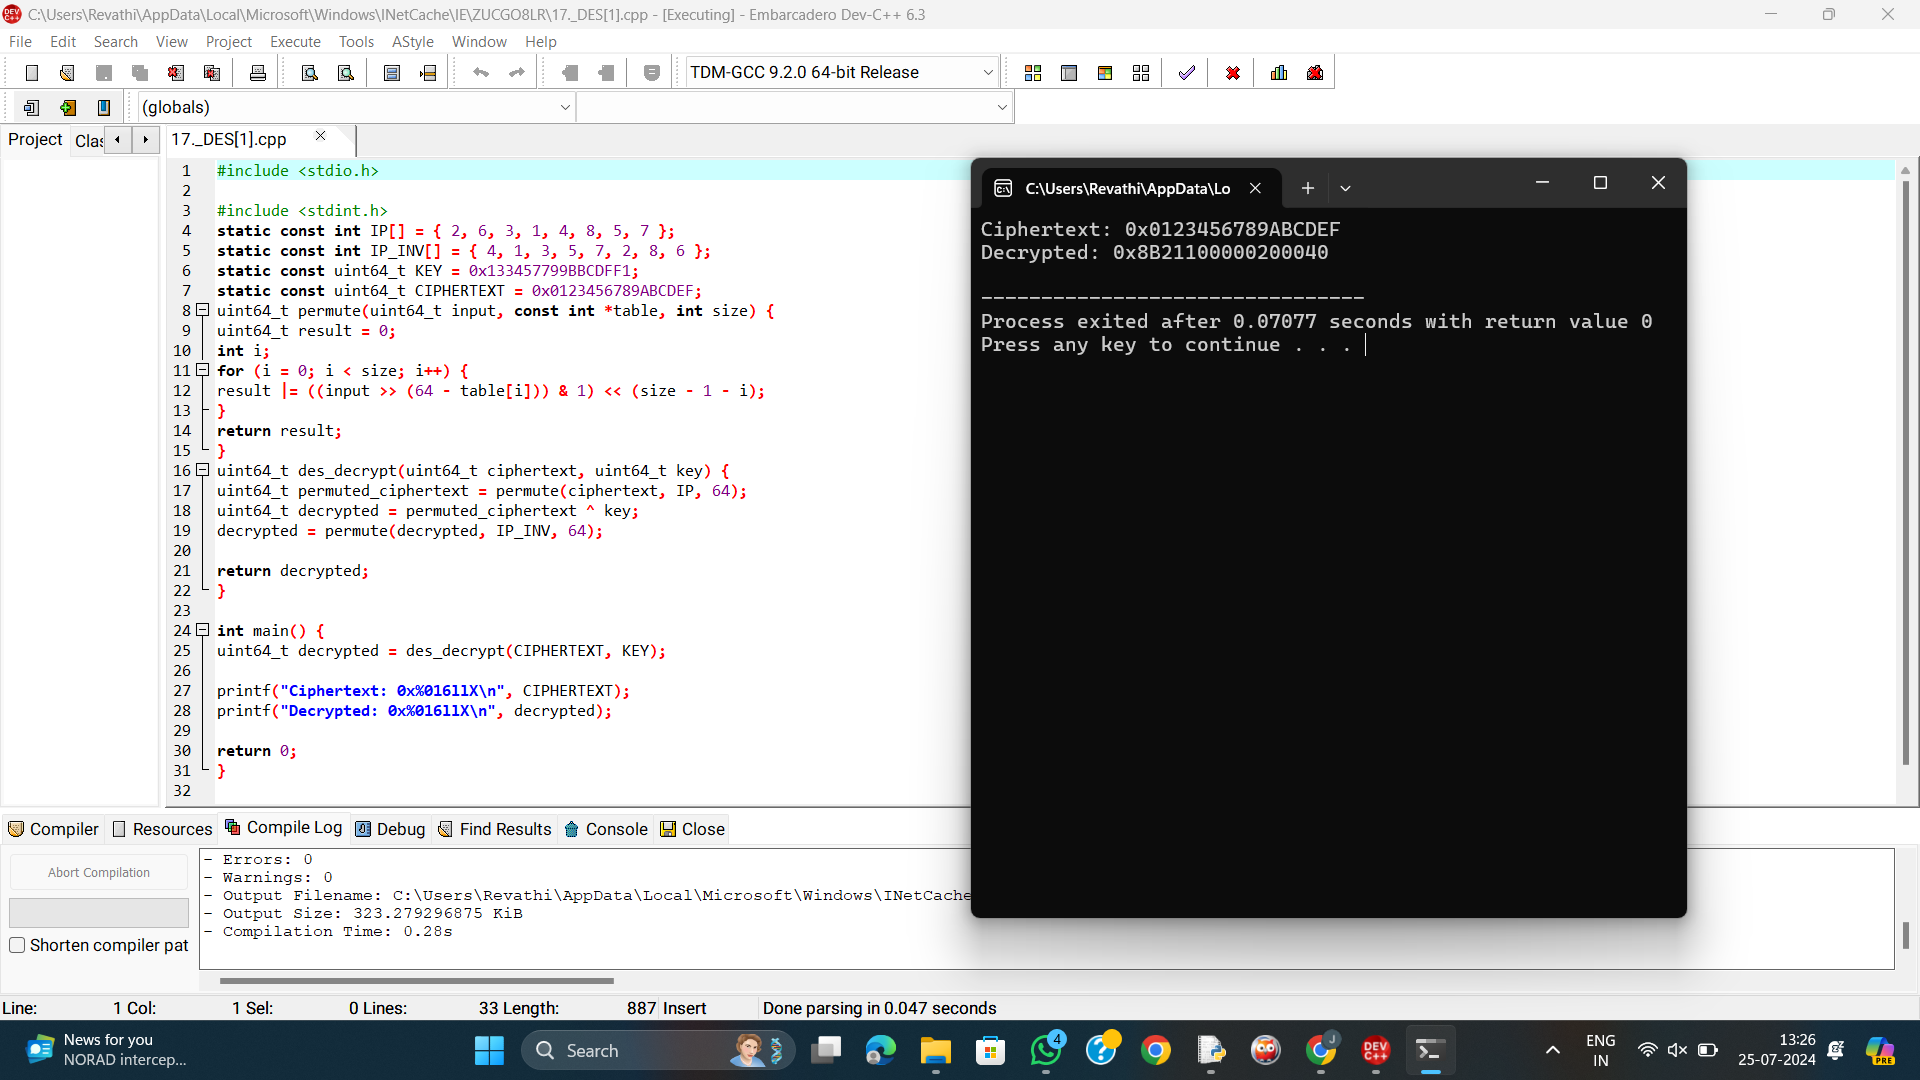 C:\Users\Revathi\AppData\Local\Microsoft\Windows\INetCache\IE\ZUCGO8LR\17._DES[1].cpp - [Executing] - Embarcadero Dev-C++ 6.3
File Edit Search View Project Execute Tools AStyle Window Help
TDM-GCC 9.2.0 64-bit Release
(globals)
Project Clas 17._DES[1].cpp
1 #include <stdio.h>
2
3 #include <stdint.h>
4 static const int IP[] = { 2, 6, 3, 1, 4, 8, 5, 7 };
5 static const int IP_INV[] = { 4, 1, 3, 5, 7, 2, 8, 6 };
6 static const uint64_t KEY = 0x133457799BBCDFF1;
7 static const uint64_t CIPHERTEXT = 0x0123456789ABCDEF;
8 uint64_t permute(uint64_t input, const int *table, int size) {
9 uint64_t result = 0;
10 int i;
11 for (i = 0; i < size; i++) {
12 result |= ((input >> (64 - table[i])) & 1) << (size - 1 - i);
13 }
14 return result;
15 }
16 uint64_t des_decrypt(uint64_t ciphertext, uint64_t key) {
17 uint64_t permuted_ciphertext = permute(ciphertext, IP, 64);
18 uint64_t decrypted = permuted_ciphertext ^ key;
19 decrypted = permute(decrypted, IP_INV, 64);
20
21 return decrypted;
22 }
23
24 int main() {
25 uint64_t decrypted = des_decrypt(CIPHERTEXT, KEY);
26
27 printf("Ciphertext: 0x%016llX\n", CIPHERTEXT);
28 printf("Decrypted: 0x%016llX\n", decrypted);
29
30 return 0;
31 }
32
C:\Users\Revathi\AppData\Lo
Ciphertext: 0x0123456789ABCDEF
Decrypted: 0x8B21100000200040
--------------------------------
Process exited after 0.07077 seconds with return value 0
Press any key to continue . . .
Compiler Resources Compile Log Debug Find Results Console Close
Abort Compilation
Shorten compiler pat
- Errors: 0
- Warnings: 0
- Output Filename: C:\Users\Revathi\AppData\Local\Microsoft\Windows\INetCache
- Output Size: 323.279296875 KiB
- Compilation Time: 0.28s
Line: 1 Col: 1 Sel: 0 Lines: 33 Length: 887 Insert Done parsing in 0.047 seconds
News for you
NORAD intercep...
Search
4
J
DEV C++
ENG
IN
13:26
25-07-2024
PRE